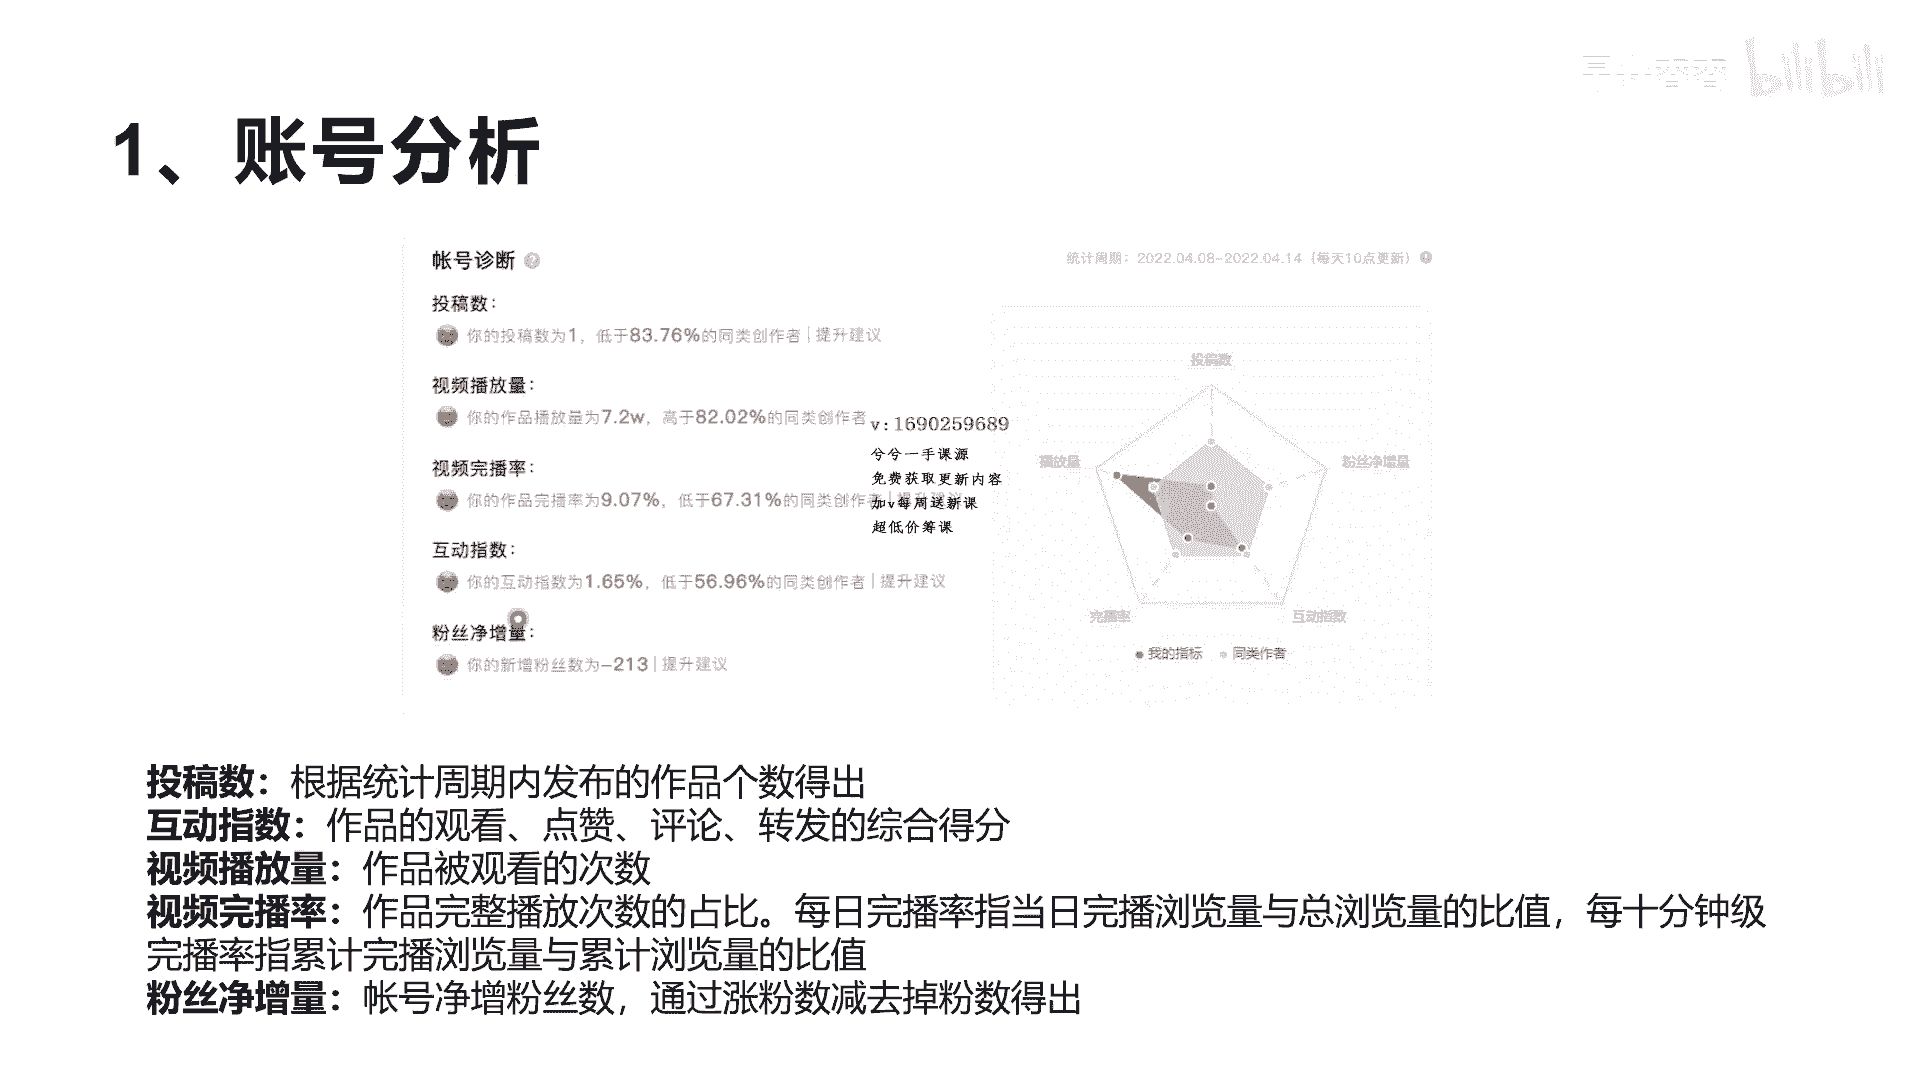 bilibili
1、账号分析
帐号诊断
统计周期：2022.04.08-2022.04.14（每天10点更新）
投稿数：
你的投稿数为1，低于83.76%的同类创作者|提升建议
视频播放量：
你的作品播放量为7.2w，高于82.02%的同类创作者
视频完播率：
你的作品完播率为9.07%，低于67.31%的同类创作者|提升建议
互动指数：
你的互动指数为1.65%，低于56.96%的同类创作者|提升建议
粉丝净增量：
你的新增粉丝数为-213|提升建议
v:1690259689
兮兮一手课源
免费获取更新内容
加v每周送新课
超低价筹课
投稿数
播放量
粉丝净增量
完播率
互动指数
我的指标 同类作者
投稿数：根据统计周期内发布的作品个数得出
互动指数：作品的观看、点赞、评论、转发的综合得分
视频播放量：作品被观看的次数
视频完播率：作品完整播放次数的占比。每日完播率指当日完播浏览量与总浏览量的比值，每十分钟级
完播率指累计完播浏览量与累计浏览量的比值
粉丝净增量：帐号净增粉丝数，通过涨粉数减去掉粉数得出